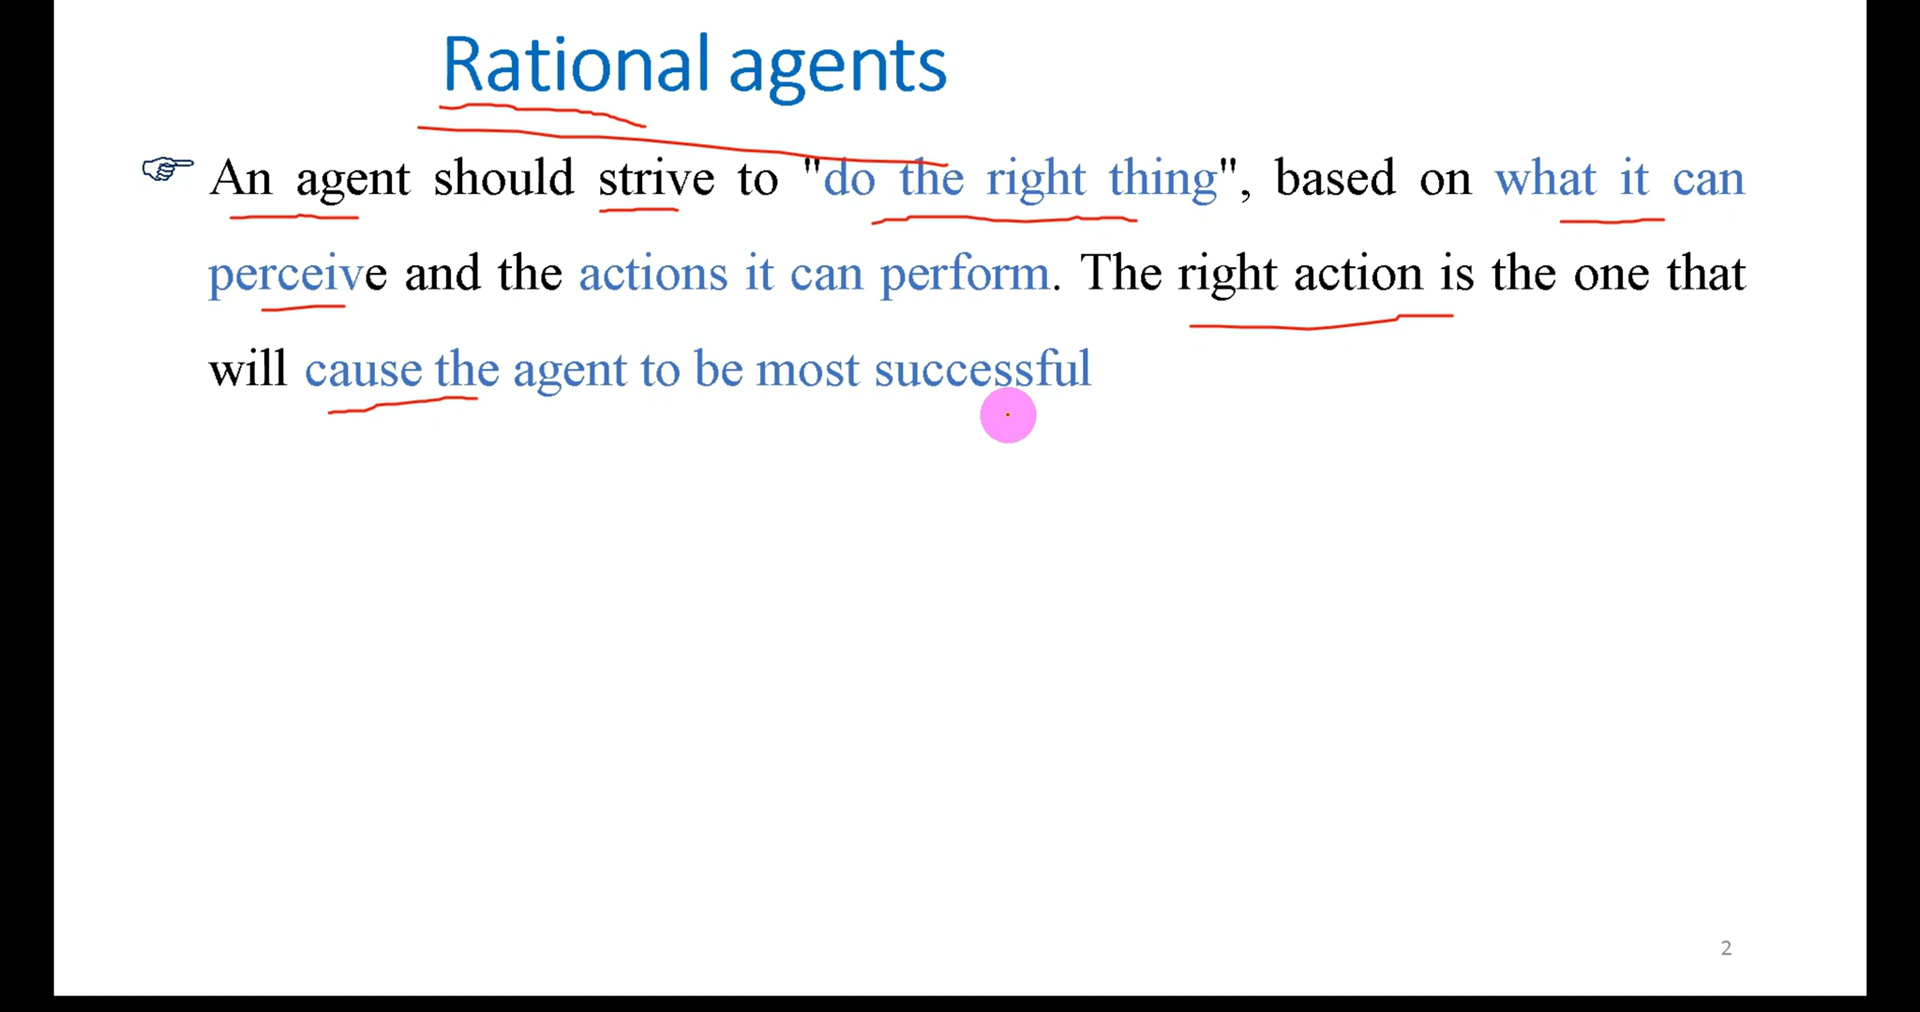 Rational agents
An agent should strive to "do the right thing", based on what it can
perceive and the actions it can perform. The right action is the one that
will cause the agent to be most successful
2